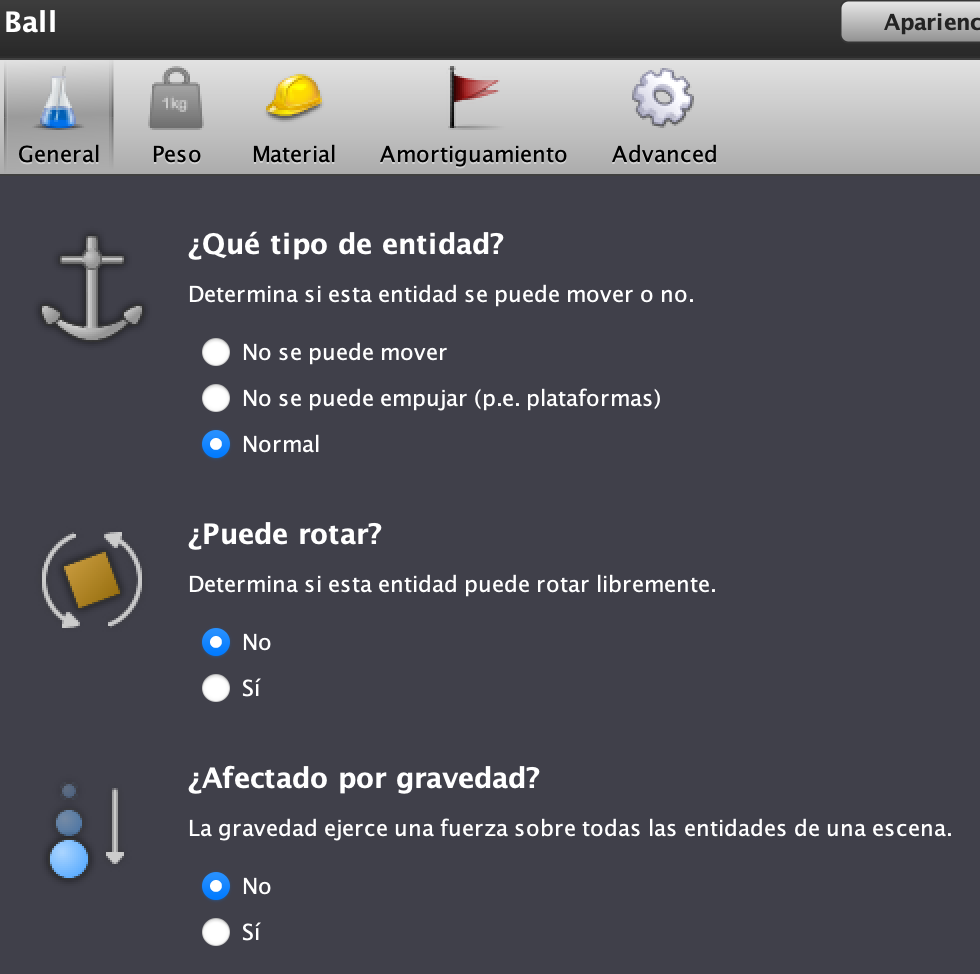 Ball
Aparienc
1kg
General Peso Material Amortiguamiento Advanced
¿Qué tipo de entidad?
Determina si esta entidad se puede mover o no.
No se puede mover
No se puede empujar (p.e. plataformas)
Normal
¿Puede rotar?
Determina si esta entidad puede rotar libremente.
No
Sí
¿Afectado por gravedad?
La gravedad ejerce una fuerza sobre todas las entidades de una escena.
No
Sí